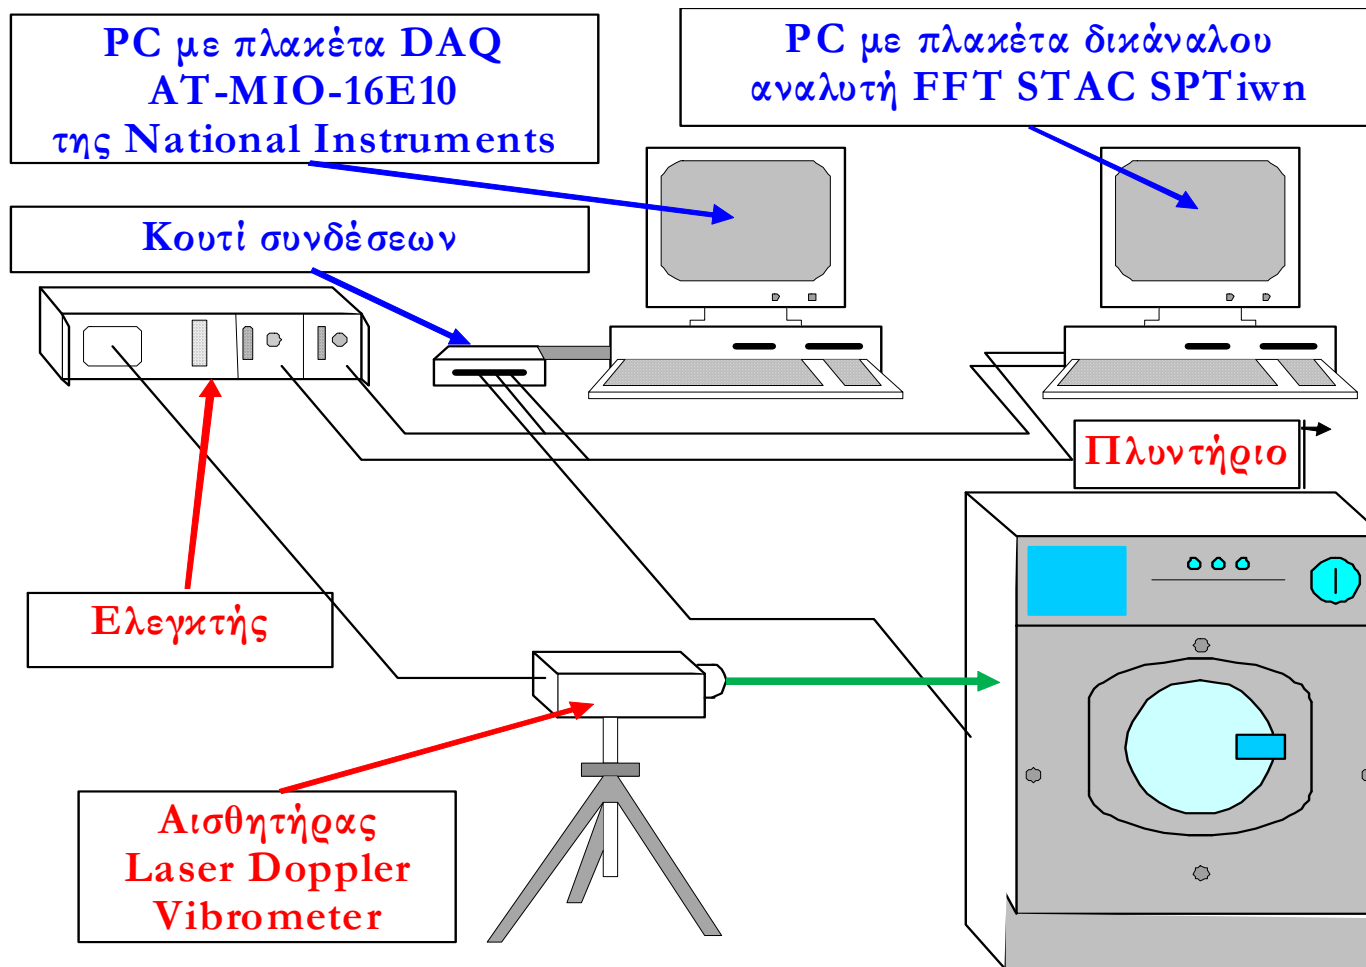 PC με πλακέτα DAQ
AT-MIO-16E10
της National Instruments
PC με πλακέτα δικάναλου
αναλυτή FFT STAC SPTiwn
Κουτί συνδέσεων
Πλυντήριο
Ελεγκτής
Αισθητήρας
Laser Doppler
Vibrometer